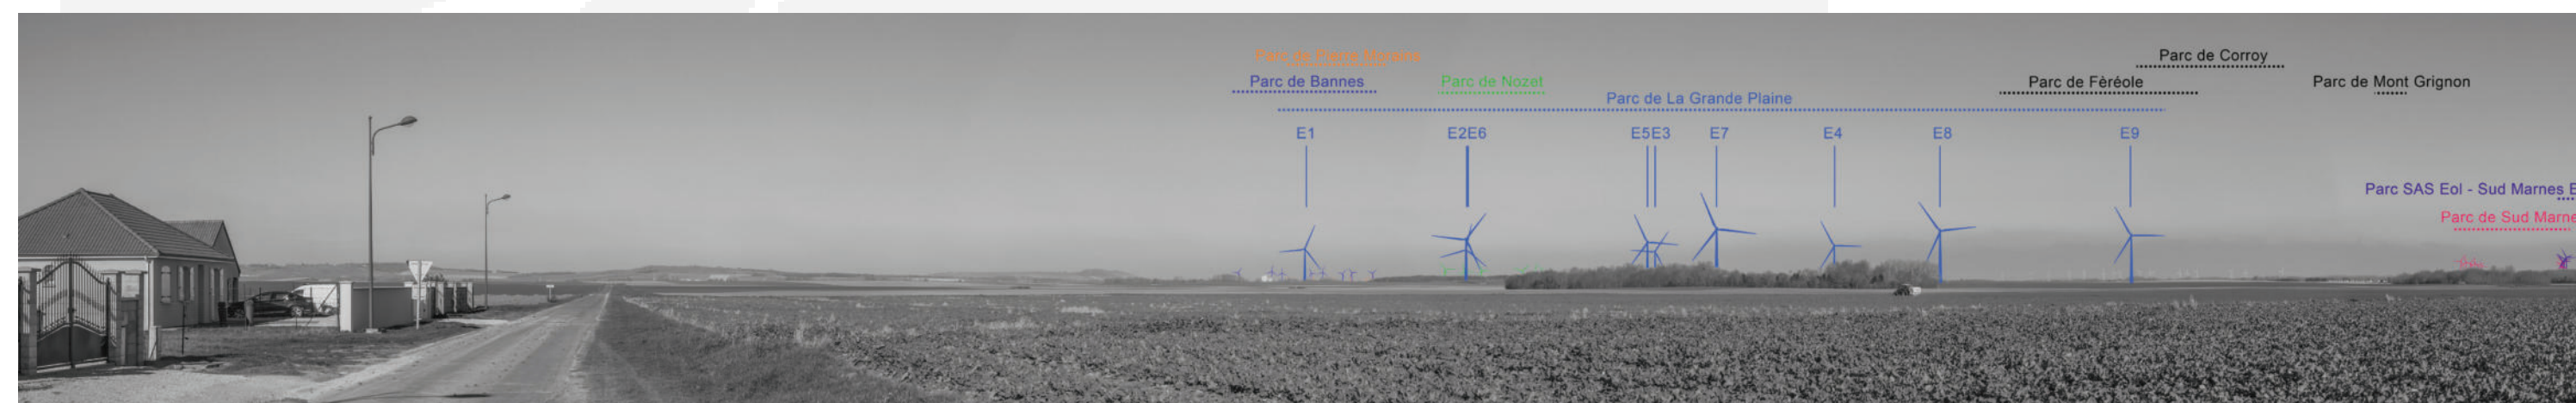 Parc de Pierre Morains
Parc de Corroy
Parc de Bannes
Parc de Nozet
Parc de Fèréole
Parc de Mont Grignon
Parc de La Grande Plaine
E1
E2E6
E5E3
E7
E4
E8
E9
Parc SAS Eol - Sud Marnes E
Parc de Sud Marne